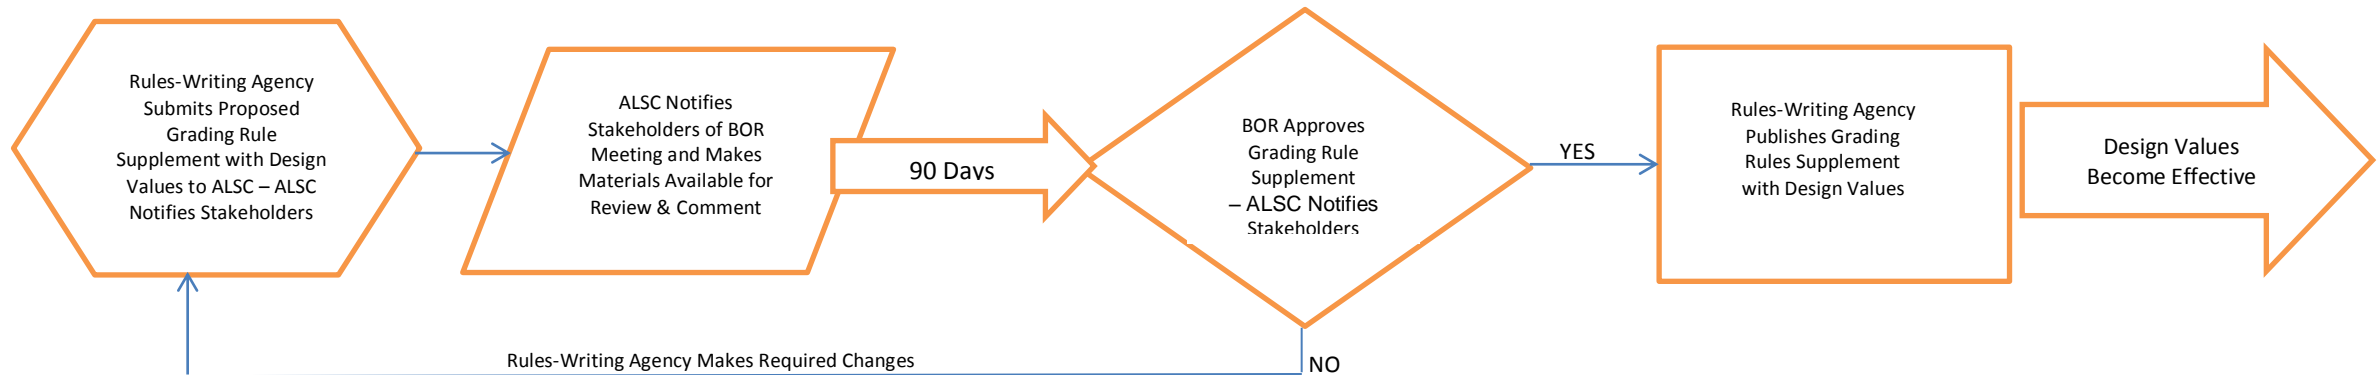 Rules-Writing Agency
Submits Proposed
Grading Rule
Supplement with Design
Values to ALSC – ALSC
Notifies Stakeholders
ALSC Notifies
Stakeholders of BOR
Meeting and Makes
Materials Available for
Review & Comment
90 Days
BOR Approves
Grading Rule
Supplement
– ALSC Notifies
Stakeholders
YES
Rules-Writing Agency
Publishes Grading
Rules Supplement
with Design Values
Design Values
Become Effective
Rules-Writing Agency Makes Required Changes
NO